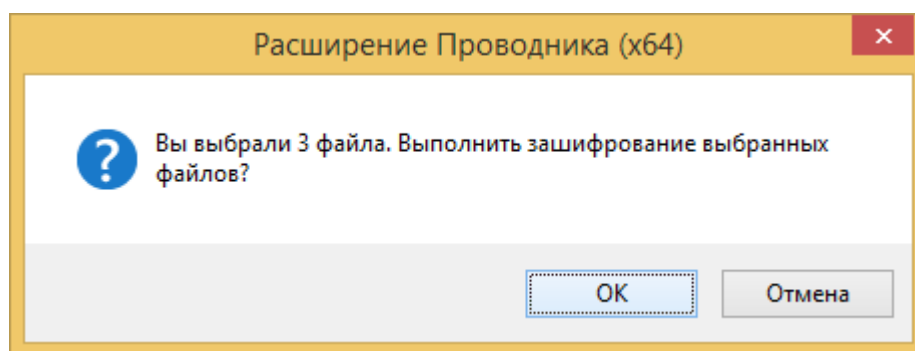 Расширение Проводника (x64)
Вы выбрали 3 файла. Выполнить зашифрование выбранных
файлов?
OK
Отмена